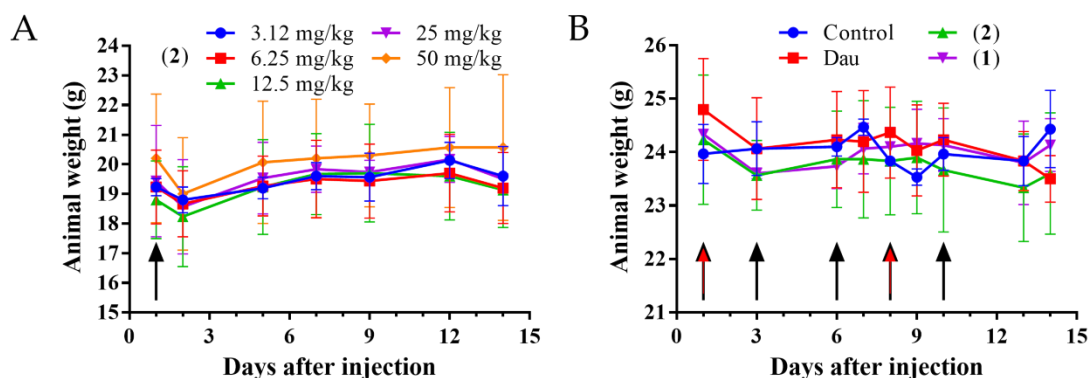 A
(2)
3.12 mg/kg
25 mg/kg
6.25 mg/kg
50 mg/kg
12.5 mg/kg
Animal weight (g)
24
23
22
21
20
19
18
17
16
15
0
3
6
9
12
15
Days after injection
B
Control
(2)
Dau
(1)
Animal weight (g)
26
25
24
23
22
21
0
3
6
9
12
15
Days after injection